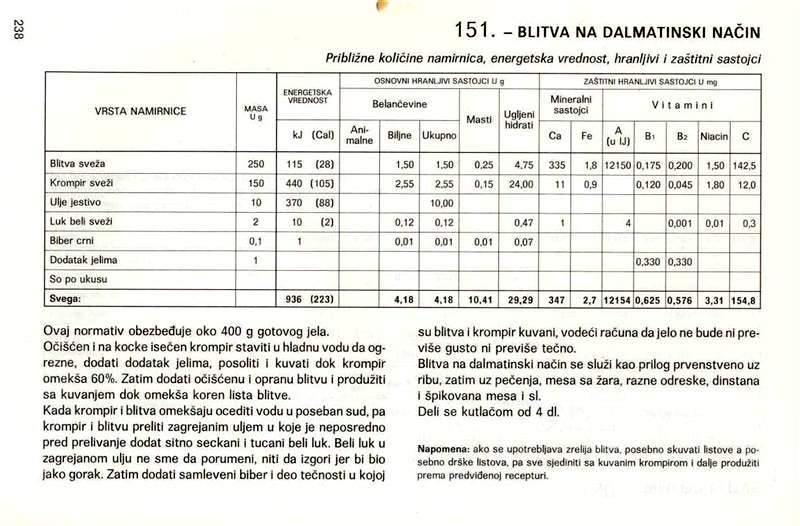 238
151. – BLITVA NA DALMATINSKI NAČIN
Približne količine namirnica, energetska vrednost, hranljivi i zaštitni sastojci
VRSTA NAMIRNICE MASA U g ENERGETSKA VREDNOST OSNOVNI HRANLJIVI SASTOJCI U g ZAŠTITNI HRANLJIVI SASTOJCI U mg
Belančevine Masti Ugljeni hidrati Mineralni sastojci Vitamini
kJ (Cal) Ani-malne Biljne Ukupno Ca Fe A (u IJ) B1 B2 Niacin C
Blitva sveža 250 115 (28) 1,50 1,50 0,25 4,75 335 1,8 12150 0,175 0,200 1,50 142,5
Krompir sveži 150 440 (105) 2,55 2,55 0,15 24,00 11 0,9 0,120 0,045 1,80 12,0
Ulje jestivo 10 370 (88) 10,00
Luk beli sveži 2 10 (2) 0,12 0,12 0,47 1 4 0,001 0,01 0,3
Biber crni 0,1 1 0,01 0,01 0,01 0,07
Dodatak jelima 1 0,330 0,330
So po ukusu
Svega: 936 (223) 4,18 4,18 10,41 29,29 347 2,7 12154 0,625 0,576 3,31 154,8
Ovaj normativ obezbeđuje oko 400 g gotovog jela.
Očišćen i na kocke isečen krompir staviti u hladnu vodu da og-
rezne, dodati dodatak jelima, posoliti i kuvati dok krompir
omekša 60%. Zatim dodati očišćenu i opranu blitvu i produžiti
sa kuvanjem dok omekša koren lista blitve.
Kada krompir i blitva omekšaju ocediti vodu u poseban sud, pa
krompir i blitvu preliti zagrejanim uljem u koje je neposredno
pred prelivanje dodat sitno seckani i tucani beli luk. Beli luk u
zagrejanom ulju ne sme da porumeni, niti da izgori jer bi bio
jako gorak. Zatim dodati samleveni biber i deo tečnosti u kojoj
su blitva i krompir kuvani, vodeći računa da jelo ne bude ni pre-
više gusto ni previše tečno.
Blitva na dalmatinski način se služi kao prilog prvenstveno uz
ribu, zatim uz pečenja, mesa sa žara, razne odreske, dinstana
i špikovana mesa i sl.
Deli se kutlačom od 4 dl.
Napomena: ako se upotrebljava zrelija blitva, posebno skuvati listove a po-
sebno drške listova, pa sve sjediniti sa kuvanim krompirom i dalje produžiti
prema predviđenoj recepturi.